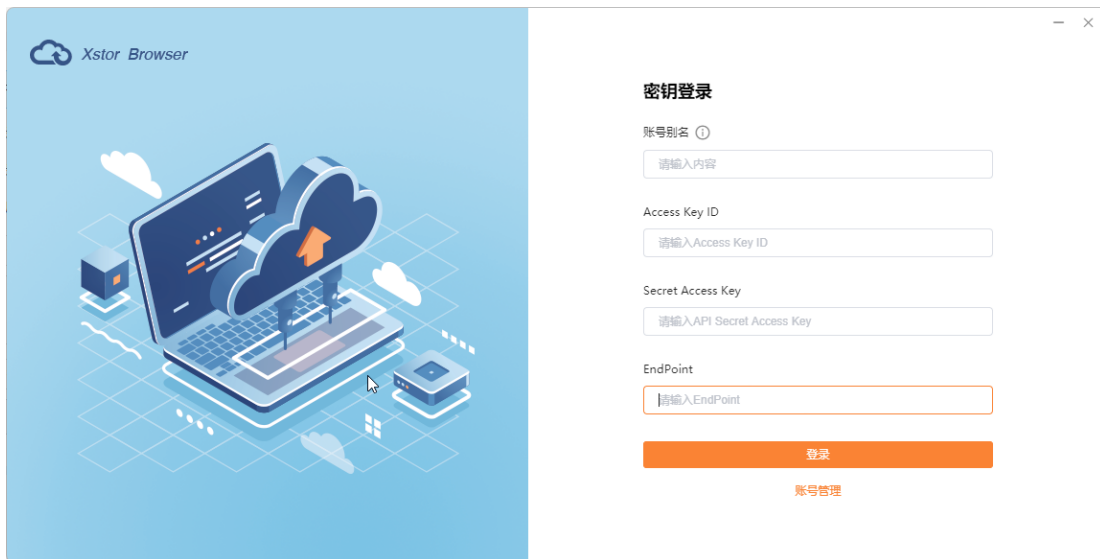 Xstor Browser
密钥登录
账号别名
请输入内容
Access Key ID
请输入Access Key ID
Secret Access Key
请输入API Secret Access Key
EndPoint
请输入EndPoint
登录
账号管理